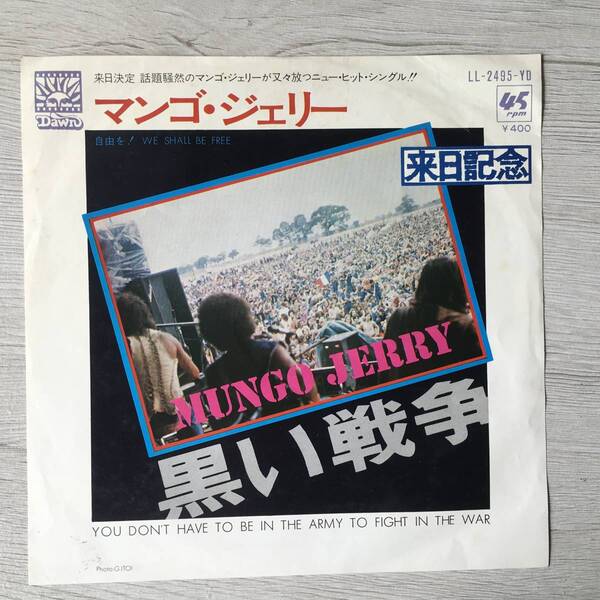 来日決定 話題騒然のマンゴ・ジェリーが又々放つニュー・ヒット・シングル!!
LL-2495-YD
Dawn
マンゴ・ジェリー
45
rpm
¥400
自由を! WE SHALL BE FREE
来日記念
MUNGO JERRY
黒い戦争
YOU DON'T HAVE TO BE IN THE ARMY TO FIGHT IN THE WAR
Photo:G.ITOI